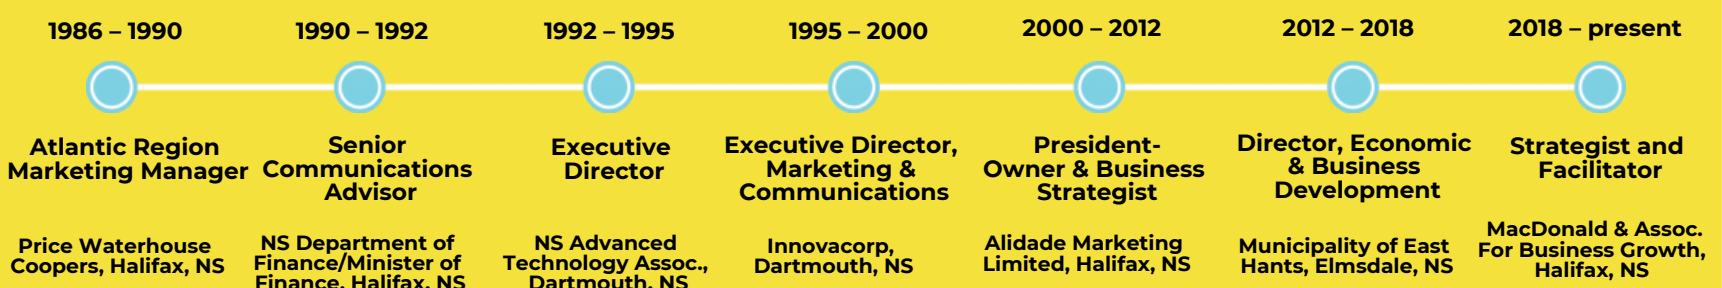 1986 – 1990
Atlantic Region
Marketing Manager
Price Waterhouse
Coopers, Halifax, NS
1990 – 1992
Senior
Communications
Advisor
NS Department of
Finance/Minister of
Finance, Halifax, NS
1992 – 1995
Executive
Director
NS Advanced
Technology Assoc.,
Dartmouth, NS
1995 – 2000
Executive Director,
Marketing &
Communications
Innovacorp,
Dartmouth, NS
2000 – 2012
President-
Owner & Business
Strategist
Alidade Marketing
Limited, Halifax, NS
2012 – 2018
Director, Economic
& Business
Development
Municipality of East
Hants, Elmsdale, NS
2018 – present
Strategist and
Facilitator
MacDonald & Assoc.
For Business Growth,
Halifax, NS